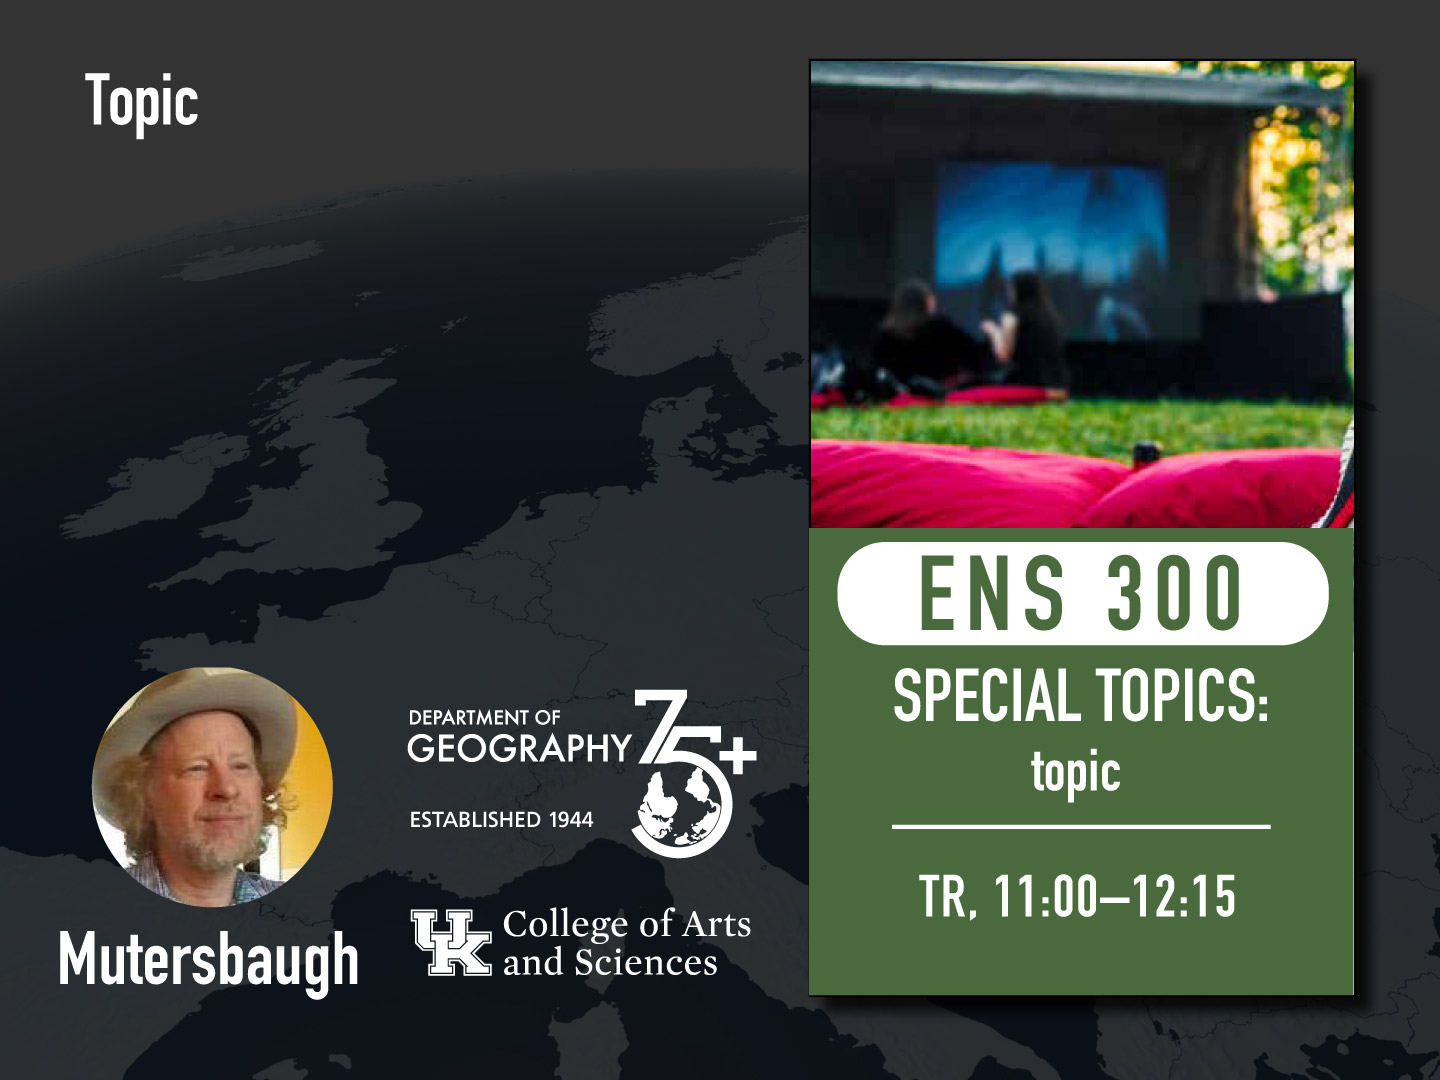 Topic
ENS 300
SPECIAL TOPICS:
topic
TR, 11:00–12:15
DEPARTMENT OF
GEOGRAPHY
75+
ESTABLISHED 1944
UK
College of Arts
and Sciences
Mutersbaugh